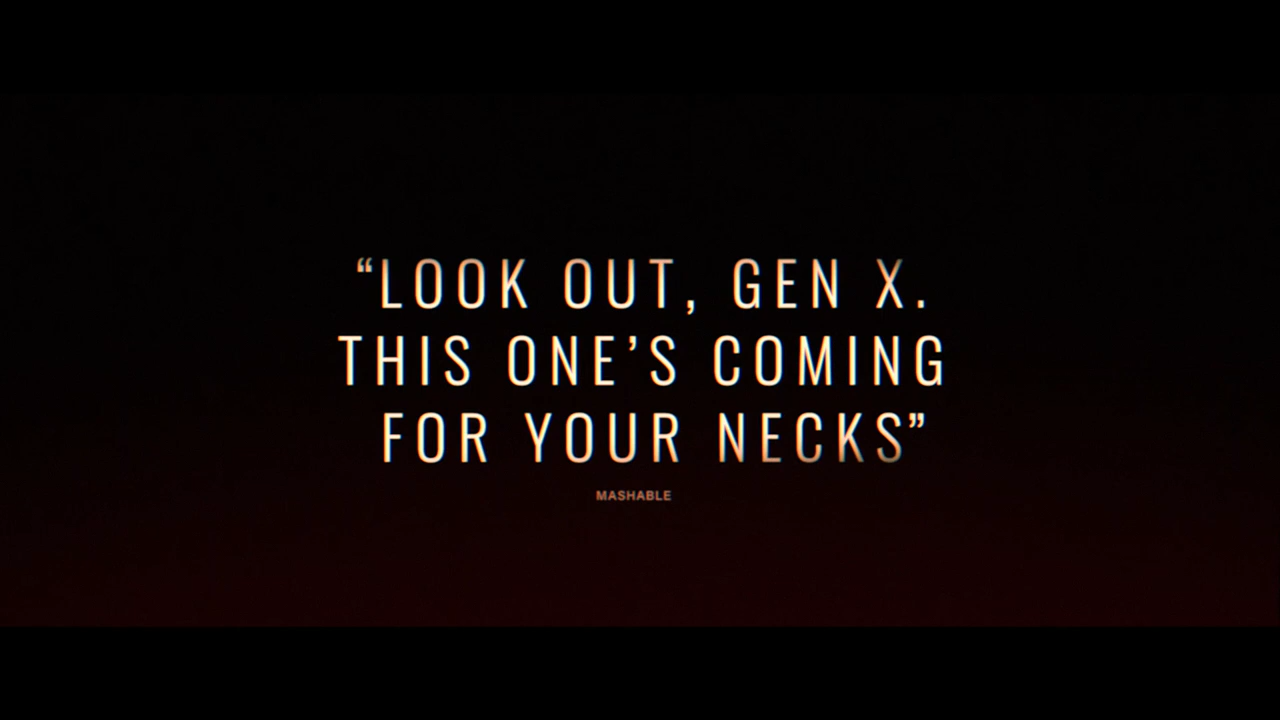 “LOOK OUT, GEN X.
THIS ONE’S COMING
FOR YOUR NECKS”
MASHABLE